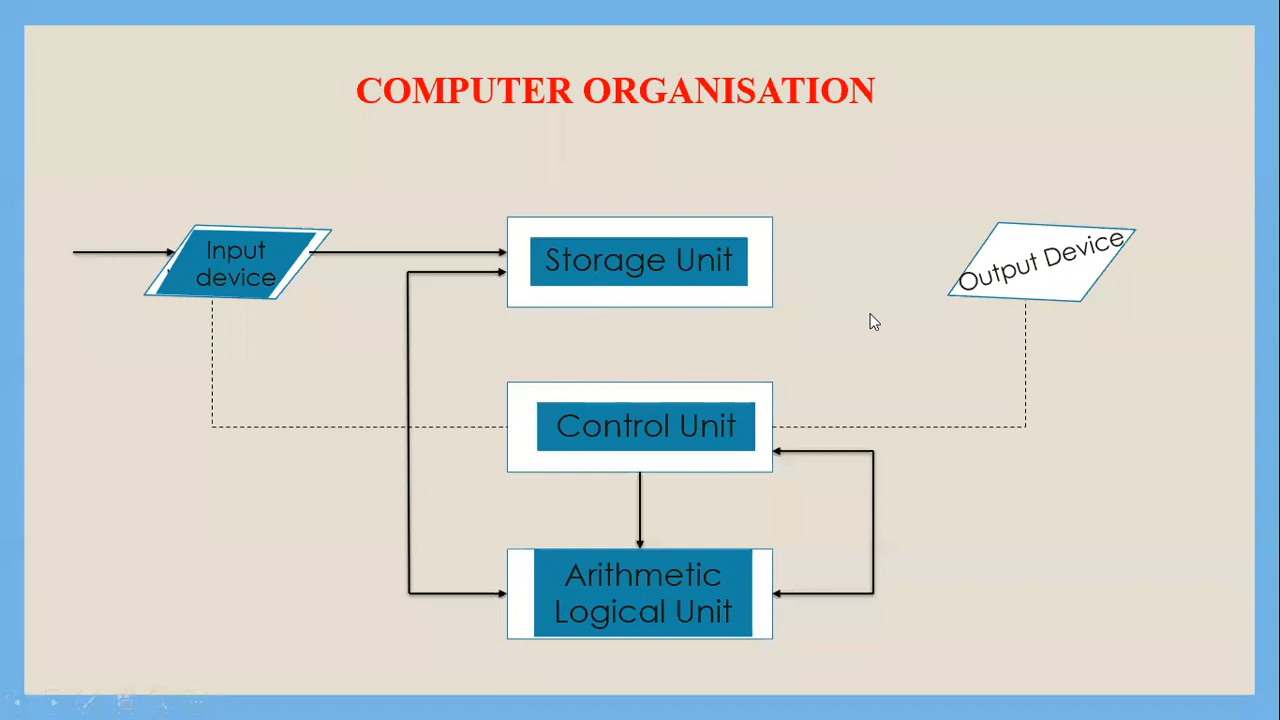 COMPUTER ORGANISATION
Input
device
Storage Unit
Output Device
Control Unit
Arithmetic
Logical Unit